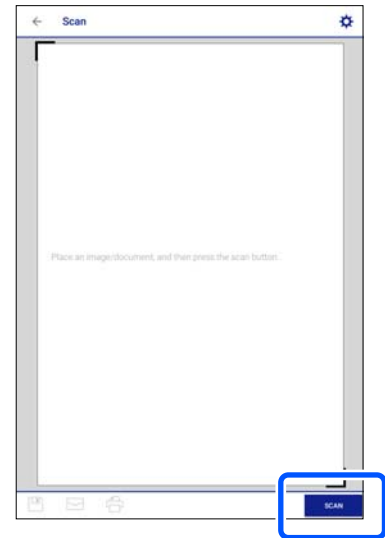 Scan
Place an image/document, and then press the scan button.
SCAN